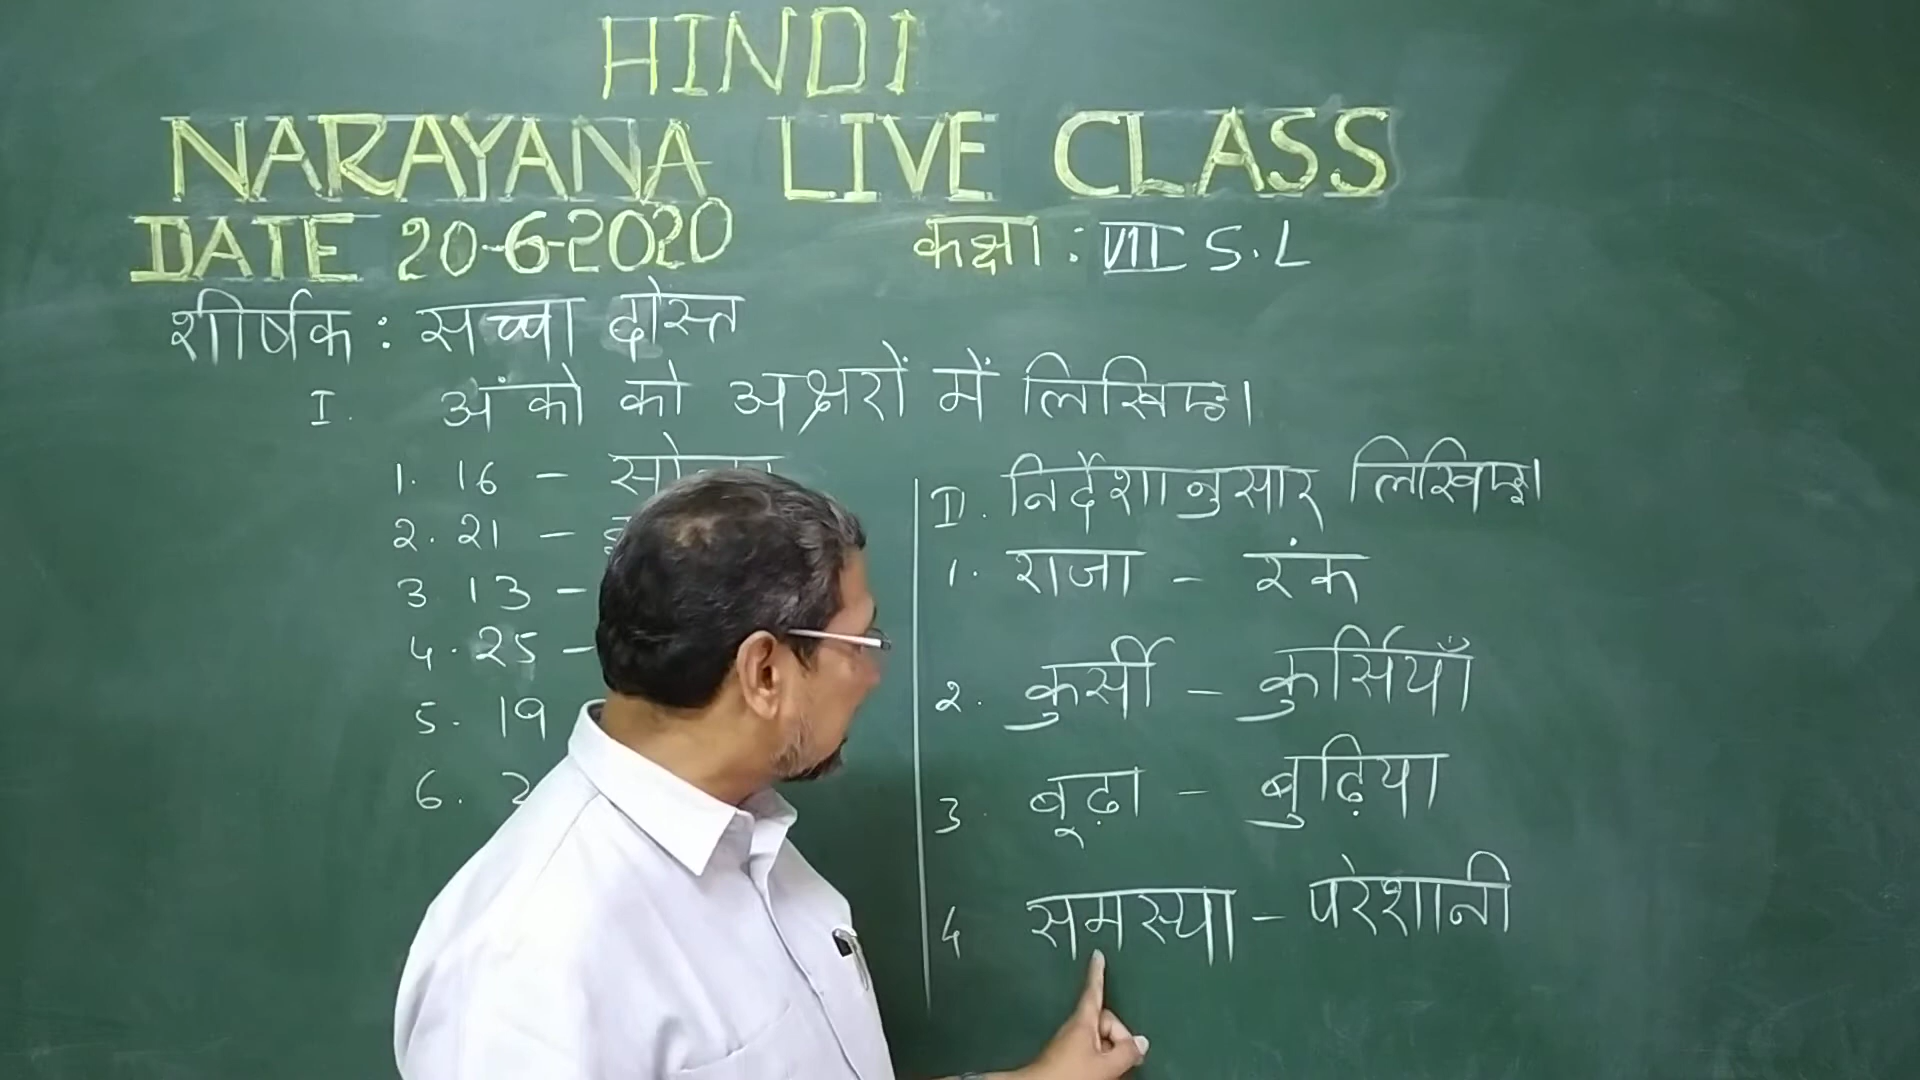 HINDI
NARAYANA LIVE CLASS
DATE 20-6-2020 कक्षा : VII S.L
शीर्षक : सच्चा दोस्त
I. अंको को अक्षरों में लिखिए।
1. 16 -
2. 21 -
3 13 -
4. 25 -
5. 19
6.
II. निर्देशानुसार लिखिए।
1. राजा - रंक
2. कुर्सी - कुर्सियाँ
3. बूढ़ा - बुढ़िया
4 समस्या - परेशानी